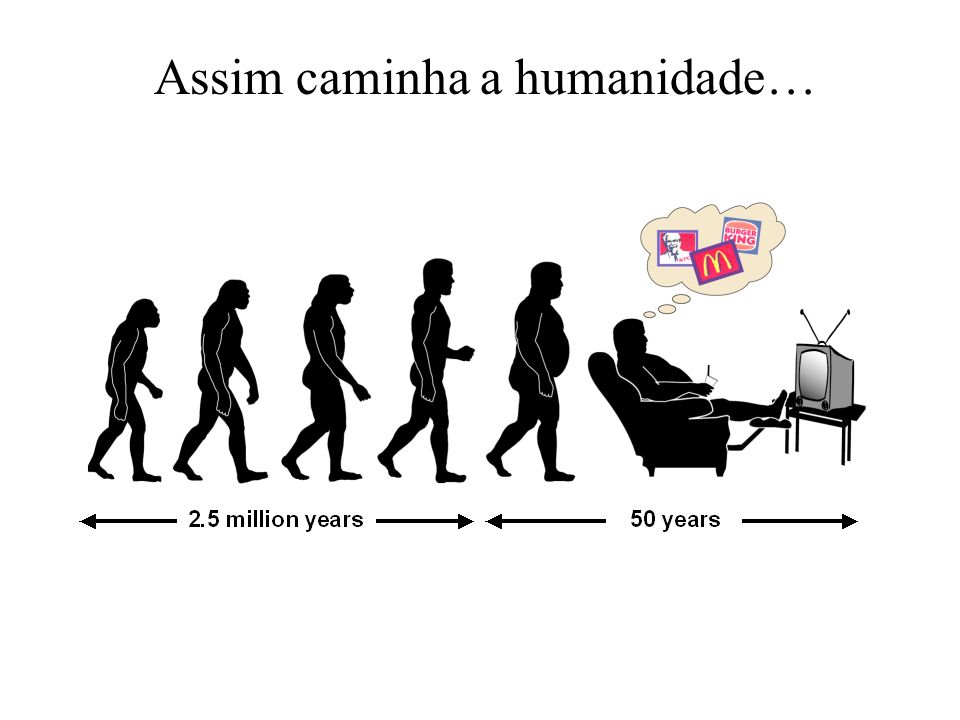 Assim caminha a humanidade…
BURGER
KING
2.5 million years
50 years